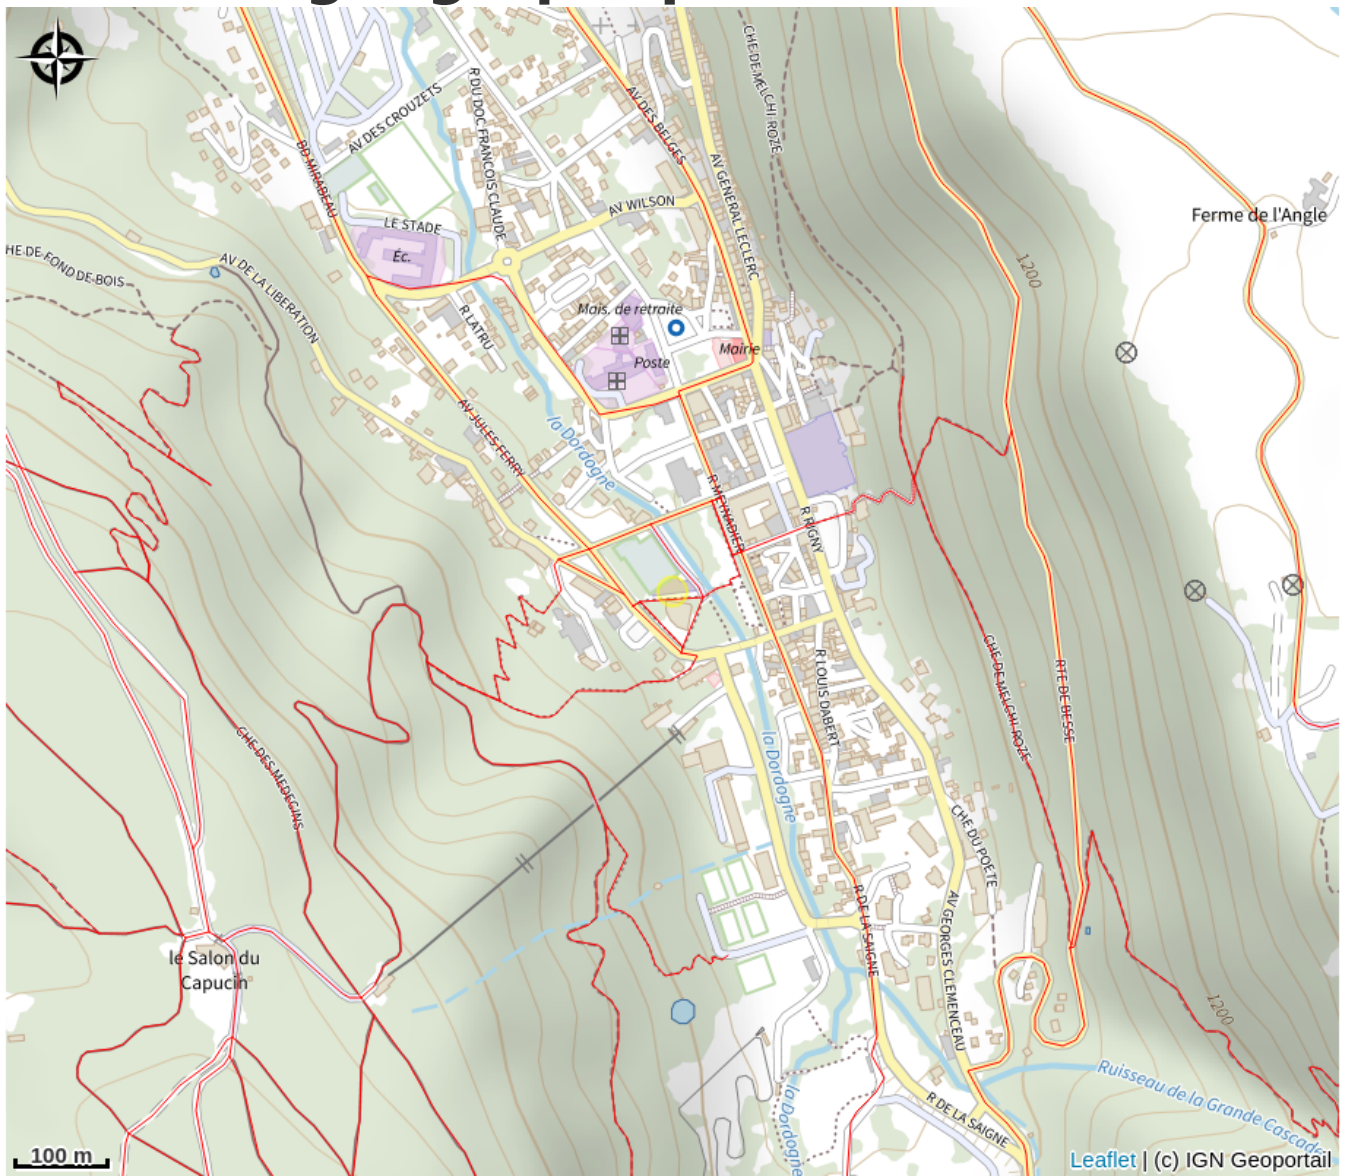 CHE DE MELCHI ROZE
R DU DOC FRANCOIS CLAUDE
AV DES CROUZETS
AV DES BELGES
BD MIRABEAU
AV GENERAL LECLERC
AV WILSON
LE STADE
Ferme de l'Angle
Éc.
HE DE FOND DE BOIS
AV DE LA LIBERATION
1200
Mais. de retraite
R LATRU
Mairie
Poste
AV JULES FERRY
la Dordogne
R MEYNADIER
R RIGNY
CHE DE MELCHI ROZE
RTE DE BESSE
R LOUIS DABERT
CHE DES MEDECINS
la Dordogne
CHE DU POETE
R DE LA SAIGNE
AV GEORGES CLEMENCEAU
le Salon du
Capucin
1200
Ruisseau de la Grande Cascade
la Dordogne
R DE LA SAIGNE
100 m
Leaflet | (c) IGN Geoportail